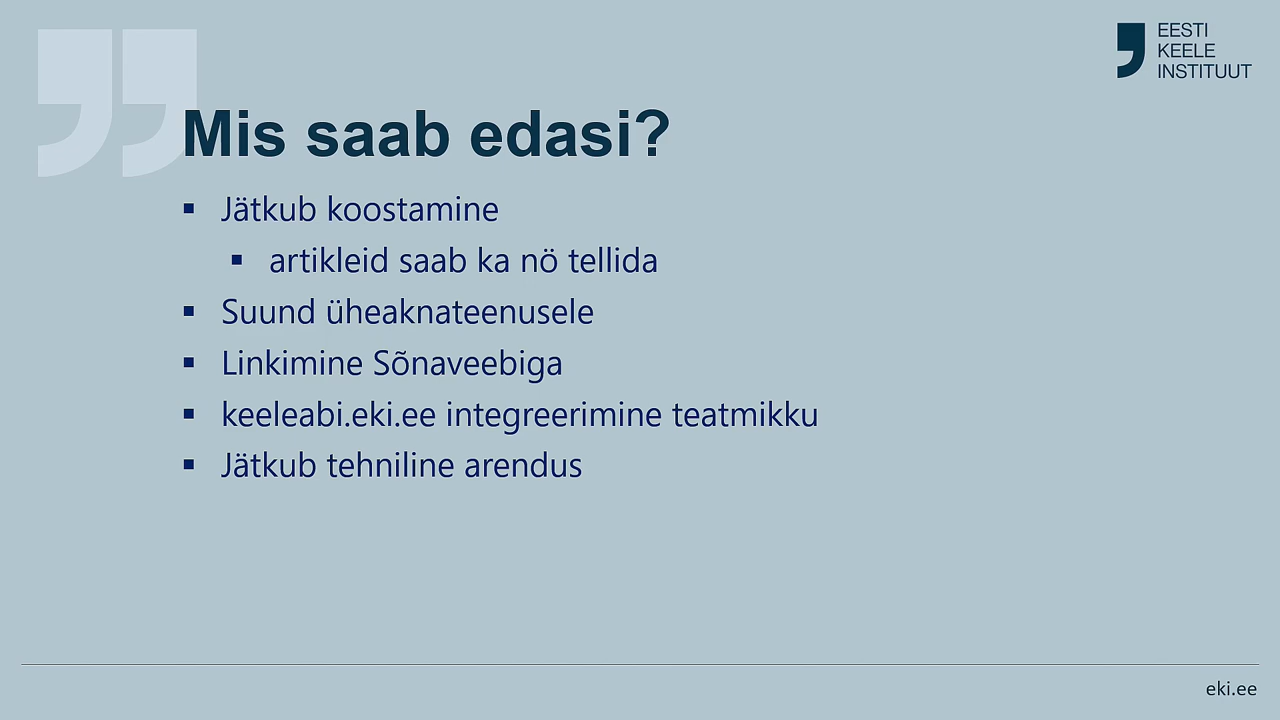 EESTI
KEELE
INSTITUUT
Mis saab edasi?
Jätkub koostamine
artikleid saab ka nö tellida
Suund üheaknateenusele
Linkimine Sõnaveebiga
keeleabi.eki.ee integreerimine teatmikku
Jätkub tehniline arendus
eki.ee